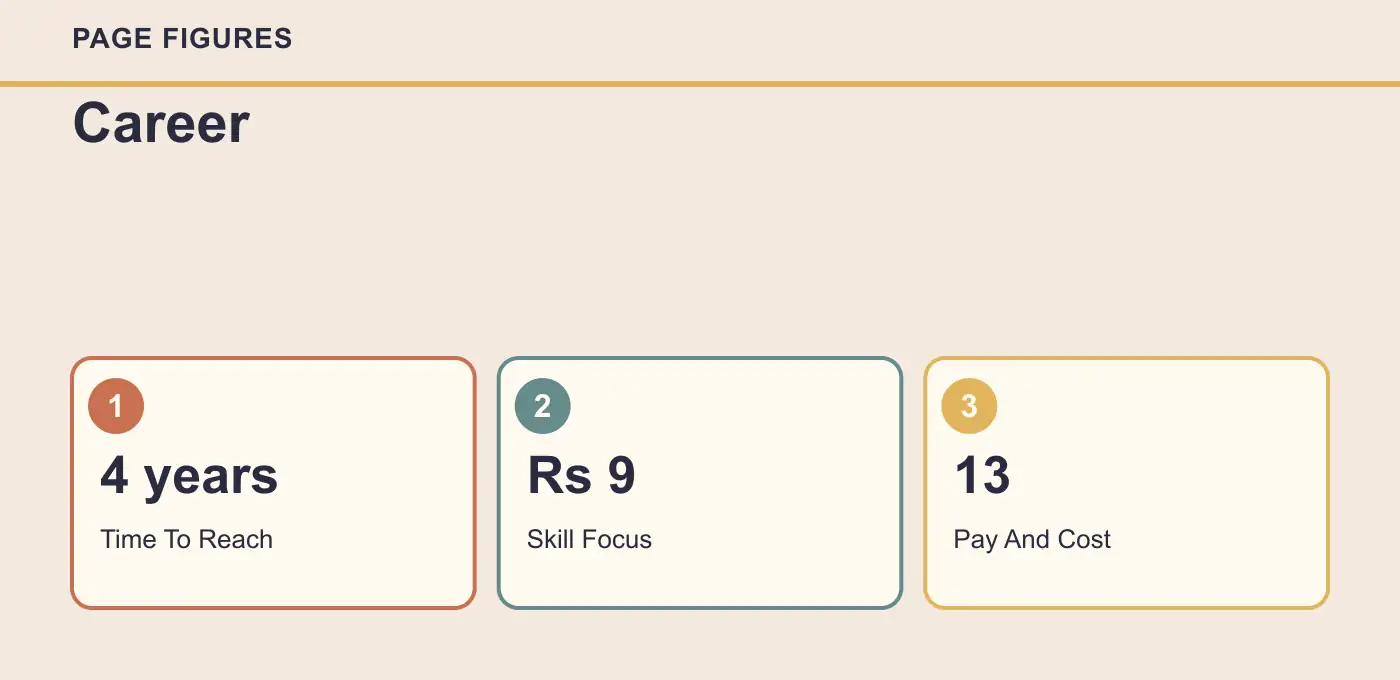 PAGE FIGURES
Career
1
4 years
Time To Reach
2
Rs 9
Skill Focus
3
13
Pay And Cost